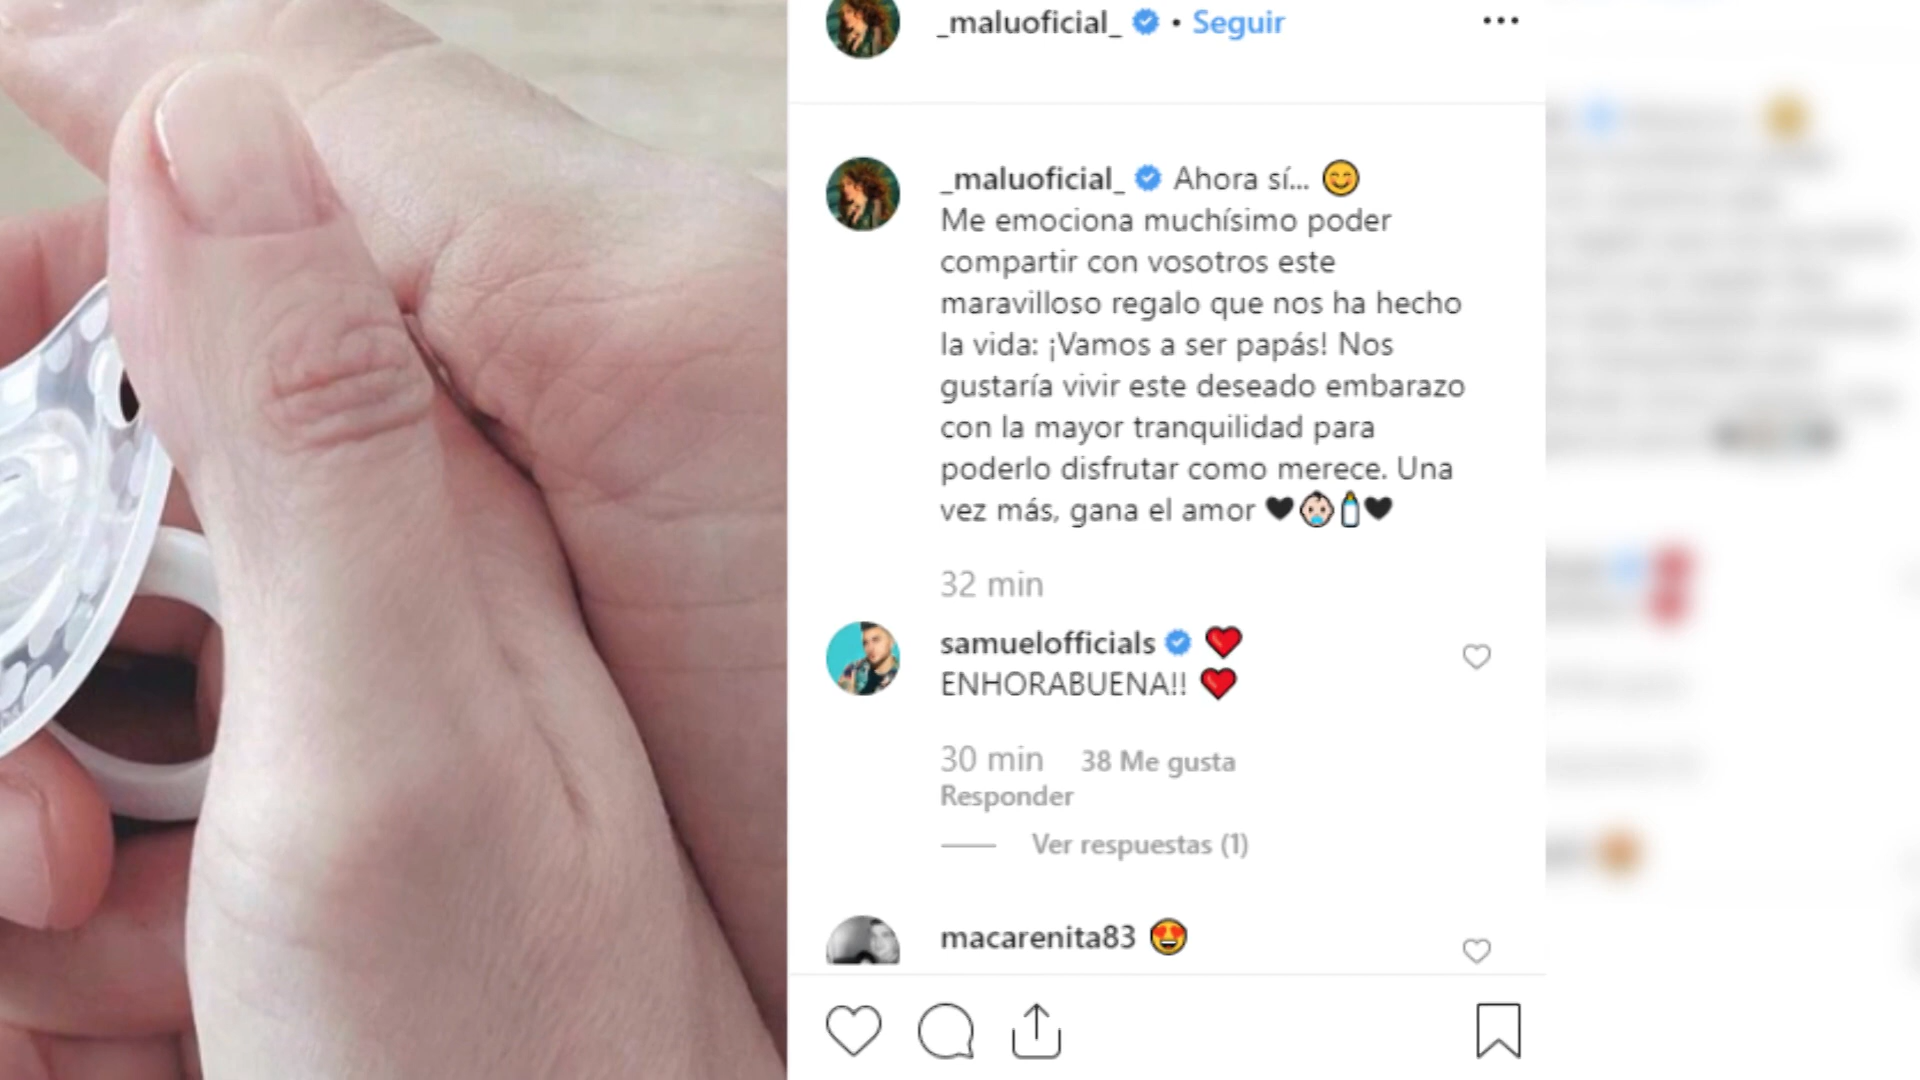 _maluoficial_ • Seguir
_maluoficial_ Ahora sí... 😊
Me emociona muchísimo poder
compartir con vosotros este
maravilloso regalo que nos ha hecho
la vida: ¡Vamos a ser papás! Nos
gustaría vivir este deseado embarazo
con la mayor tranquilidad para
poderlo disfrutar como merece. Una
vez más, gana el amor 🖤👶🏻🍼🖤
32 min
samuelofficials ❤️
ENHORABUENA!! ❤️
30 min 38 Me gusta
Responder
Ver respuestas (1)
macarenita83 😍